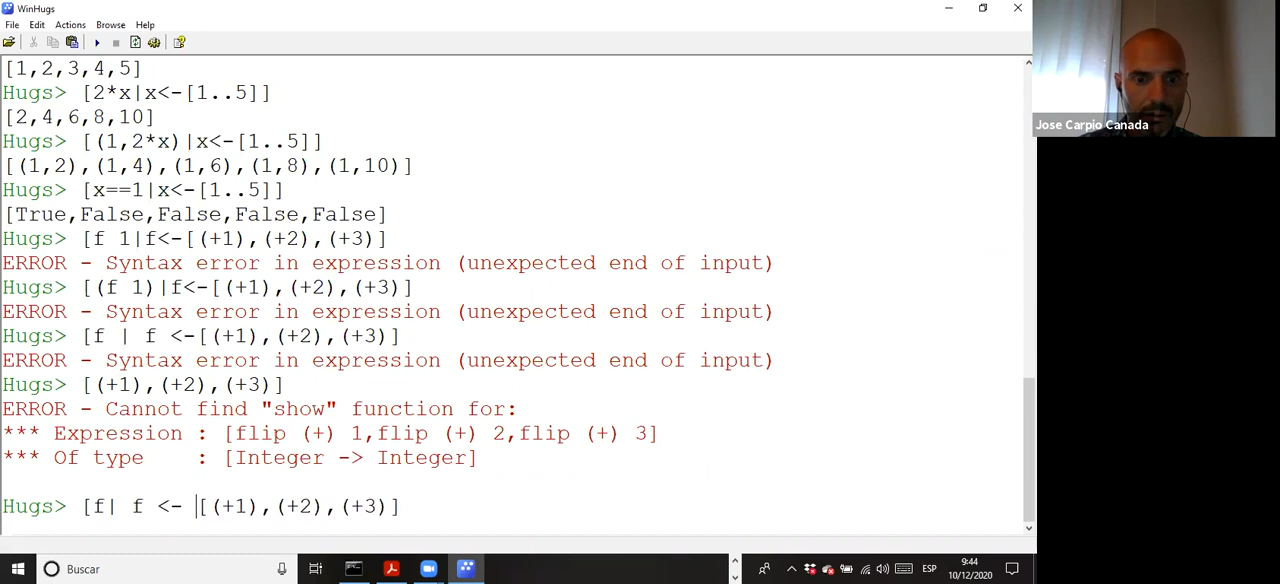 WinHugs
File Edit Actions Browse Help
[1,2,3,4,5]
Hugs> [2*x|x<-[1..5]]
[2,4,6,8,10]
Hugs> [(1,2*x)|x<-[1..5]]
[(1,2),(1,4),(1,6),(1,8),(1,10)]
Hugs> [x==1|x<-[1..5]]
[True,False,False,False,False]
Hugs> [f 1|f<-[(+1),(+2),(+3)]
ERROR - Syntax error in expression (unexpected end of input)
Hugs> [(f 1)|f<-[(+1),(+2),(+3)]
ERROR - Syntax error in expression (unexpected end of input)
Hugs> [f | f <-[(+1),(+2),(+3)]
ERROR - Syntax error in expression (unexpected end of input)
Hugs> [(+1),(+2),(+3)]
ERROR - Cannot find "show" function for:
*** Expression : [flip (+) 1,flip (+) 2,flip (+) 3]
*** Of type : [Integer -> Integer]
Hugs> [f| f <- [(+1),(+2),(+3)]
Jose Carpio Canada
Buscar
ESP
9:44
10/12/2020